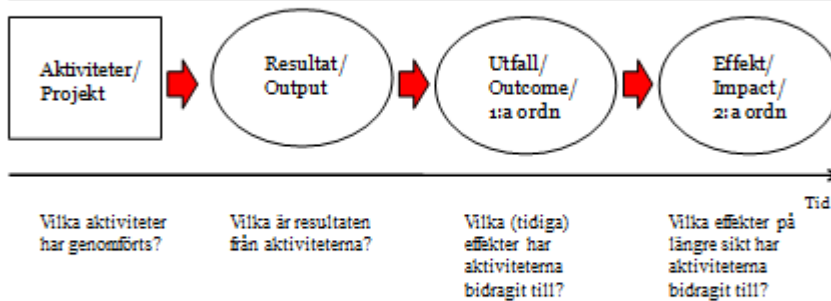 Aktiviteter/
Projekt
Resultat/
Output
Utfall/
Outcome/
1:a ordn
Effekt/
Impact/
2:a ordn
Tid
Vilka aktiviteter
har genomförts?
Vilka är resultaten
från aktiviteterna?
Vilka (tidiga)
effekter har
aktiviteterna
bidragit till?
Vilka effekter på
längre sikt har
aktiviteterna
bidragit till?